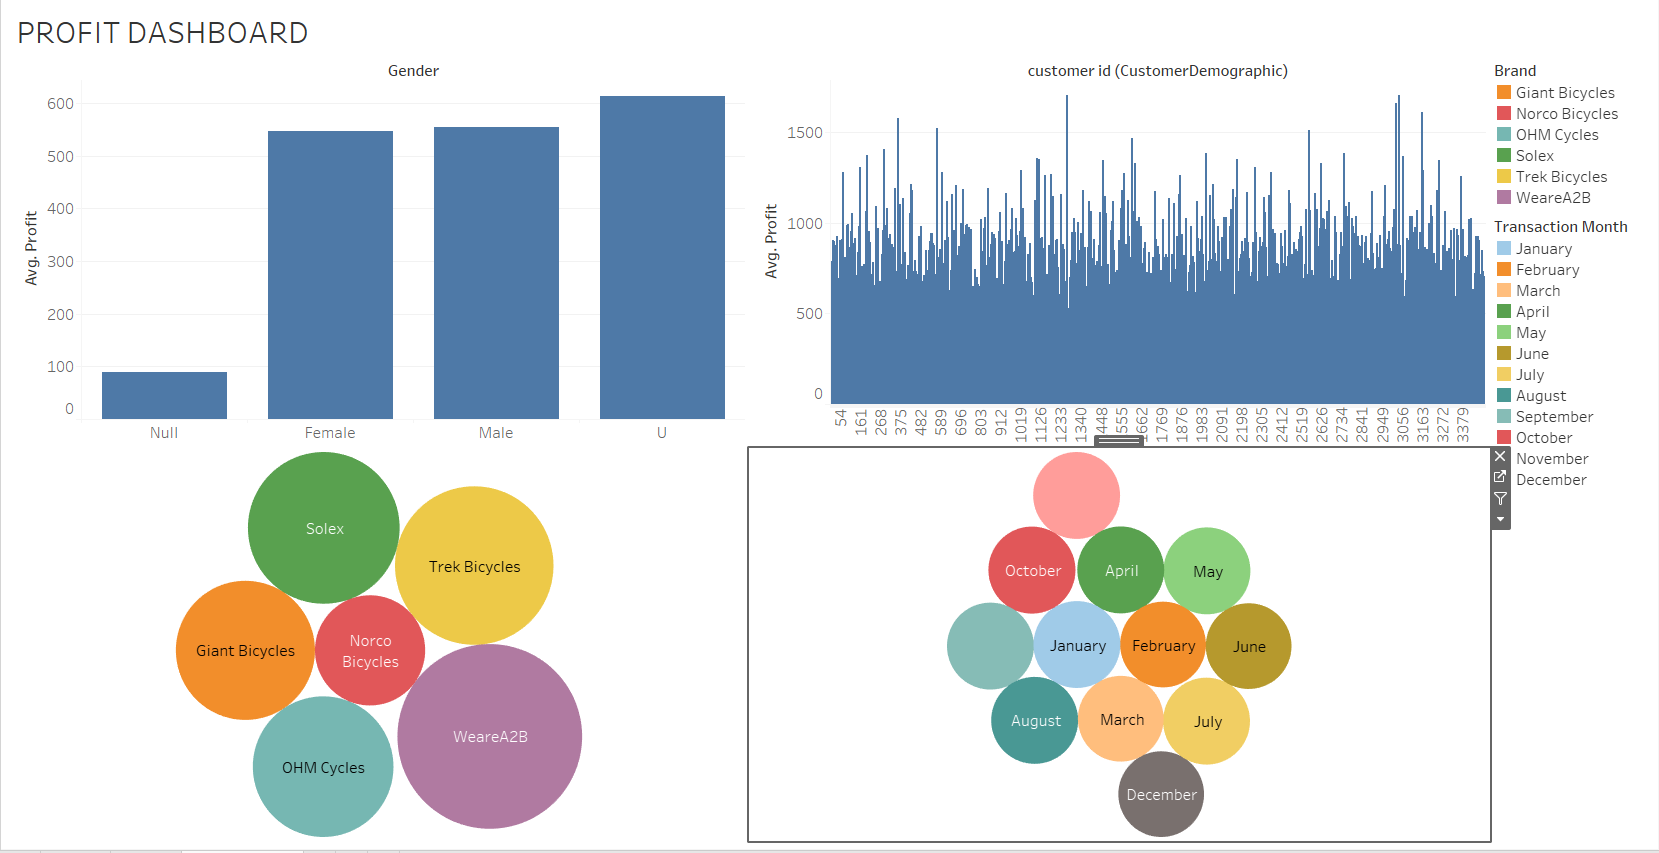 PROFIT DASHBOARD
Gender
Avg. Profit
600
500
400
300
200
100
0
Null
Female
Male
U
customer id (CustomerDemographic)
Avg. Profit
1500
1000
500
0
54
161
268
375
482
589
696
803
912
1019
1126
1233
1340
1448
1555
1662
1769
1876
1983
2091
2198
2305
2412
2519
2626
2734
2841
2949
3056
3163
3272
3379
Brand
Giant Bicycles
Norco Bicycles
OHM Cycles
Solex
Trek Bicycles
WeareA2B
Transaction Month
January
February
March
April
May
June
July
August
September
October
November
December
Solex
Trek Bicycles
Giant Bicycles
Norco
Bicycles
WeareA2B
OHM Cycles
October
April
May
January
February
June
August
March
July
December